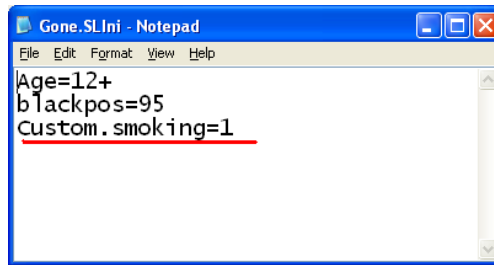 Gone.SLIni - Notepad
File Edit Format View Help
Age=12+
blackpos=95
Custom.smoking=1